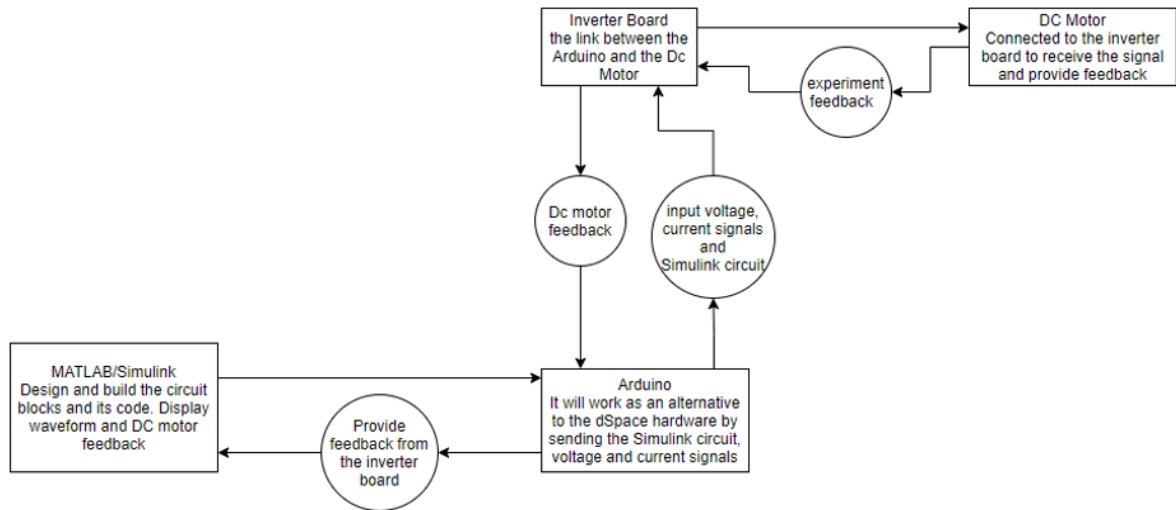 Inverter Board
the link between the
Arduino and the Dc
Motor
DC Motor
Connected to the inverter
board to receive the signal
and provide feedback
experiment
feedback
Dc motor
feedback
input voltage,
current signals
and
Simulink circuit
MATLAB/Simulink
Design and build the circuit
blocks and its code. Display
waveform and DC motor
feedback
Provide
feedback from
the inverter
board
Arduino
It will work as an alternative
to the dSpace hardware by
sending the Simulink circuit,
voltage and current signals